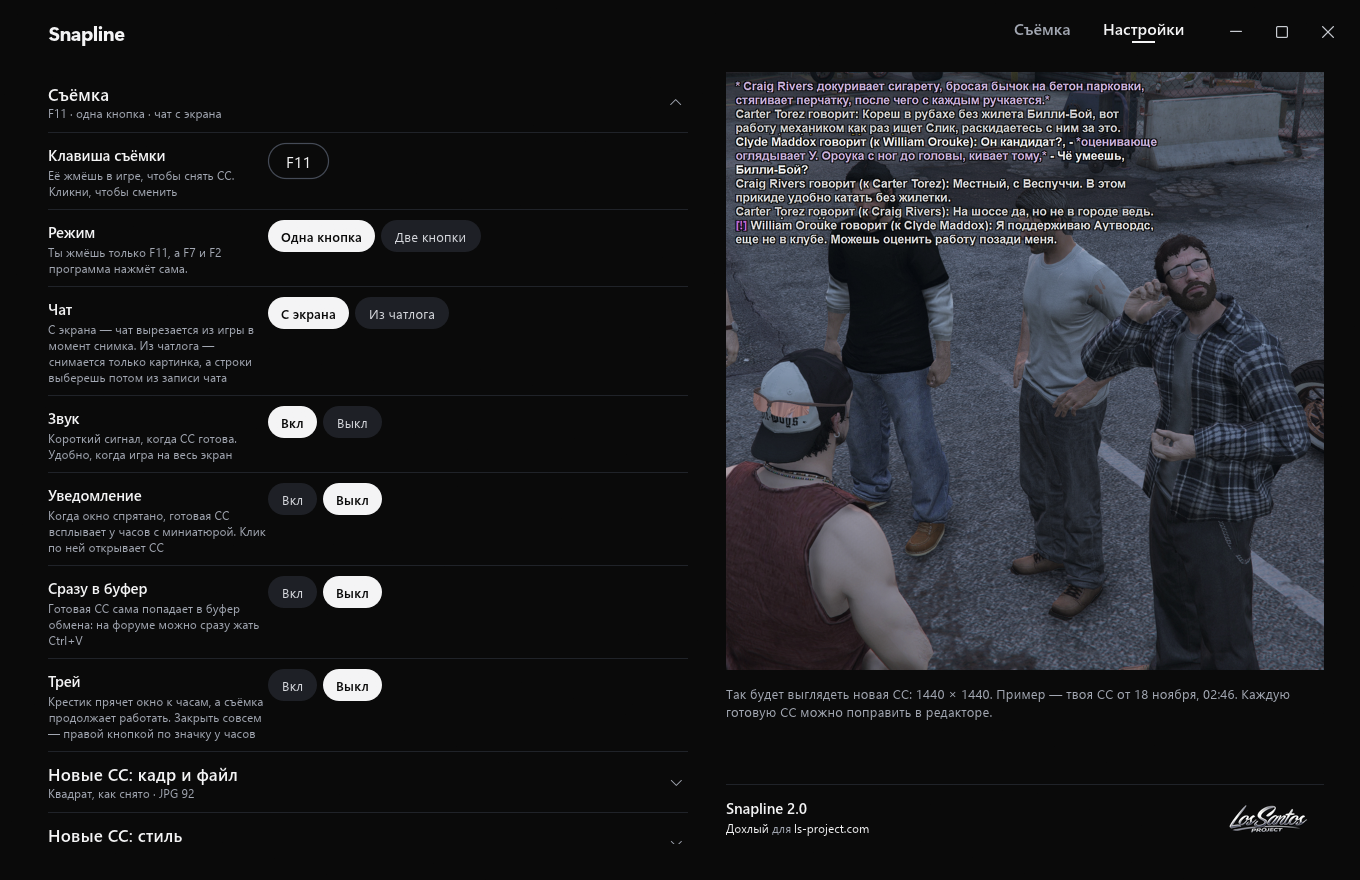 Snapline
Съёмка
Настройки
Съёмка
F11 · одна кнопка · чат с экрана
Клавиша съёмки
Её жмёшь в игре, чтобы снять СС.
Кликни, чтобы сменить
F11
Режим
Ты жмёшь только F11, а F7 и F2
программа нажмёт сама.
Одна кнопка
Две кнопки
Чат
С экрана — чат вырезается из игры в
момент снимка. Из чатлога —
снимается только картинка, а строки
выберешь потом из записи чата
С экрана
Из чатлога
Звук
Короткий сигнал, когда СС готова.
Удобно, когда игра на весь экран
Вкл
Выкл
Уведомление
Когда окно спрятано, готовая СС
всплывает у часов с миниатюрой. Клик
по ней открывает СС
Вкл
Выкл
Сразу в буфер
Готовая СС сама попадает в буфер
обмена: на форуме можно сразу жать
Ctrl+V
Вкл
Выкл
Трей
Крестик прячет окно к часам, а съёмка
продолжает работать. Закрыть совсем
— правой кнопкой по значку у часов
Вкл
Выкл
Новые СС: кадр и файл
Квадрат, как снято · JPG 92
Новые СС: стиль
* Craig Rivers докуривает сигарету, бросая бычок на бетон парковки,
стягивает перчатку, после чего с каждым ручкается.*
Carter Torez говорит: Кореш в рубахе без жилета Билли-Бой, вот
работу механиком как раз ищет Слик, раскидаетесь с ним за это.
Clyde Maddox говорит (к William Orouke): Он кандидат?, - *оценивающе
оглядывает У. Ороука с ног до головы, кивает тому,* - Чё умеешь,
Билли-Бой?
Craig Rivers говорит (к Carter Torez): Местный, с Веспуччи. В этом
прикиде удобно катать без жилетки.
Carter Torez говорит (к Craig Rivers): На шоссе да, но не в городе ведь.
[!] William Orouke говорит (к Clyde Maddox): Я поддерживаю Аутвордс,
еще не в клубе. Можешь оценить работу позади меня.
Так будет выглядеть новая СС: 1440 × 1440. Пример — твоя СС от 18 ноября, 02:46. Каждую
готовую СС можно поправить в редакторе.
Snapline 2.0
Дохлый для ls-project.com
Los Santos
PROJECT